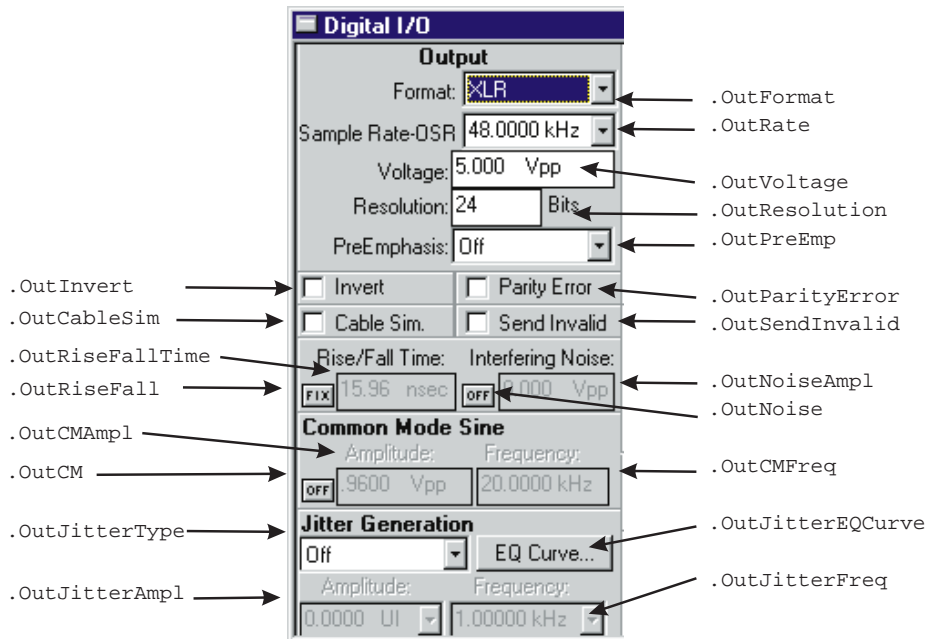 Digital I/O
Output
Format: XLR
.OutFormat
Sample Rate-OSR 48.0000 kHz
.OutRate
Voltage: 5.000 Vpp
.OutVoltage
Resolution: 24 Bits
.OutResolution
PreEmphasis: Off
.OutPreEmp
.OutInvert
Invert
Parity Error
.OutParityError
.OutCableSim
Cable Sim.
Send Invalid
.OutSendInvalid
.OutRiseFallTime
Rise/Fall Time:
Interfering Noise:
.OutRiseFall
FIX 15.96 nsec
OFF 0.000 Vpp
.OutNoiseAmpl
.OutNoise
Common Mode Sine
.OutCMAmpl
Amplitude:
Frequency:
.OutCM
OFF .9600 Vpp
20.0000 kHz
.OutCMFreq
Jitter Generation
.OutJitterType
Off
EQ Curve...
.OutJitterEQCurve
Amplitude:
Frequency:
.OutJitterFreq
.OutJitterAmpl
0.0000 UI
1.00000 kHz